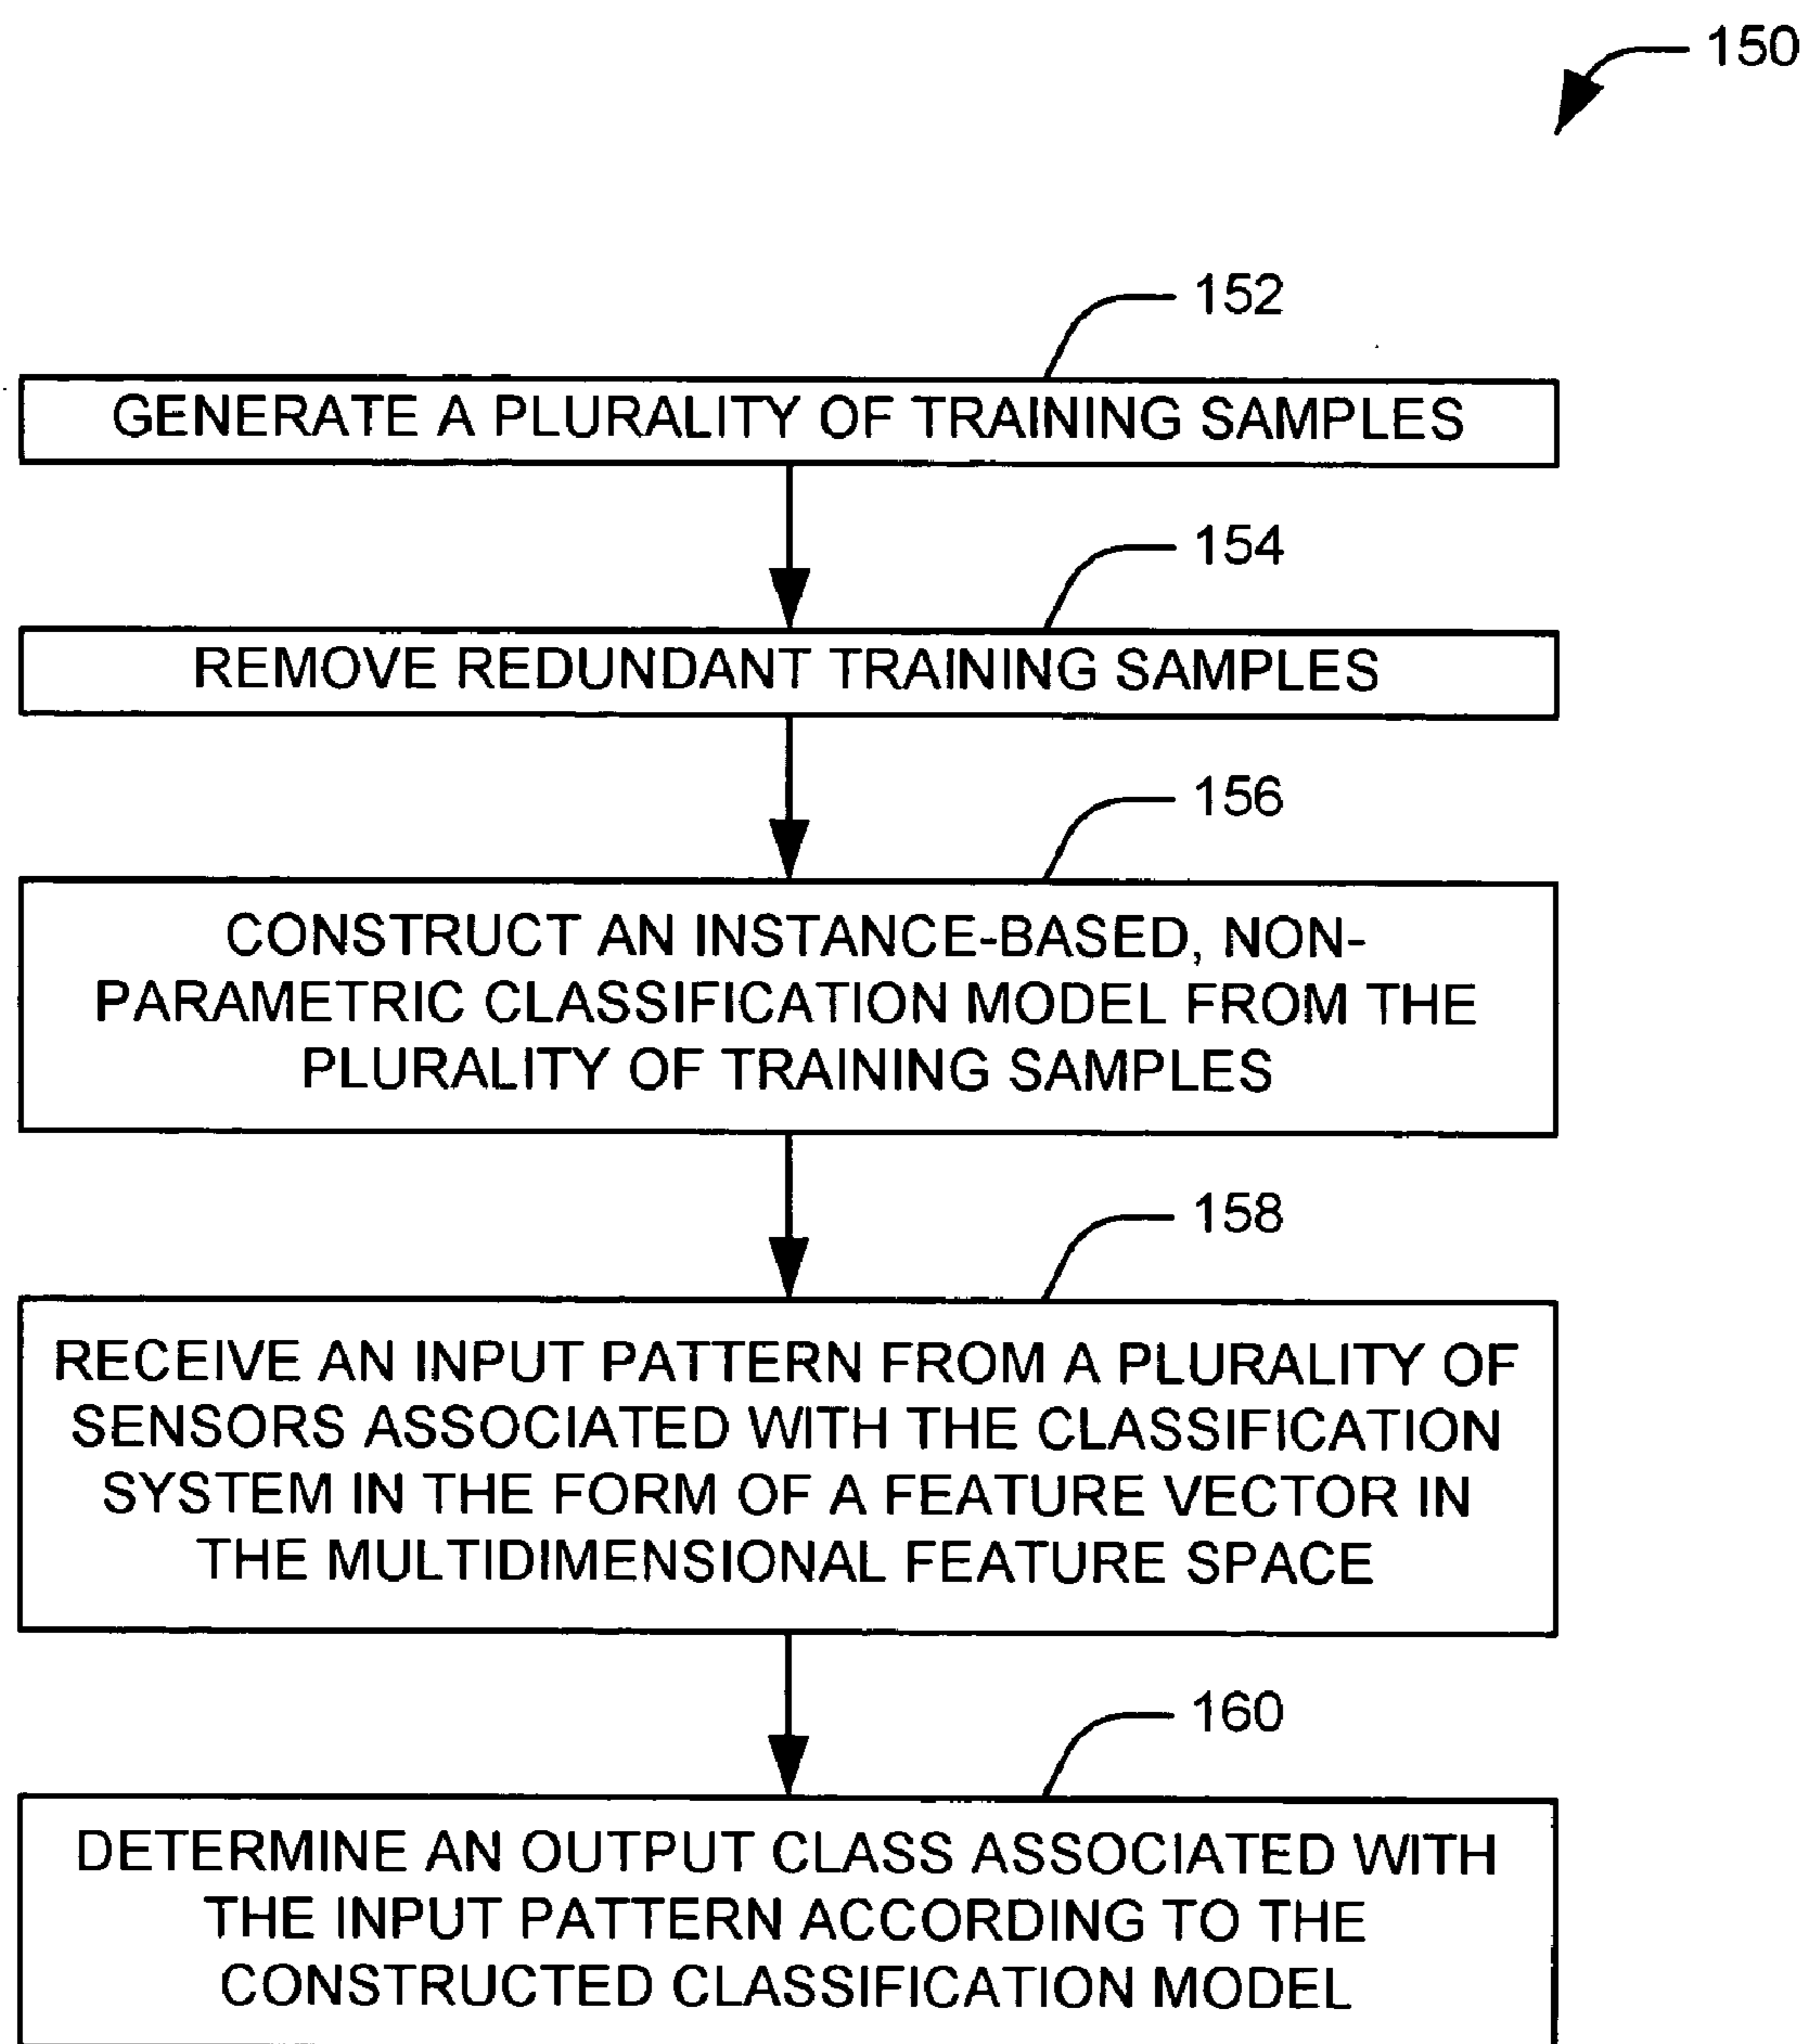 150
152
GENERATE A PLURALITY OF TRAINING SAMPLES
154
REMOVE REDUNDANT TRAINING SAMPLES
156
CONSTRUCT AN INSTANCE-BASED, NON-
PARAMETRIC CLASSIFICATION MODEL FROM THE
PLURALITY OF TRAINING SAMPLES
158
RECEIVE AN INPUT PATTERN FROM A PLURALITY OF
SENSORS ASSOCIATED WITH THE CLASSIFICATION
SYSTEM IN THE FORM OF A FEATURE VECTOR IN
THE MULTIDIMENSIONAL FEATURE SPACE
160
DETERMINE AN OUTPUT CLASS ASSOCIATED WITH
THE INPUT PATTERN ACCORDING TO THE
CONSTRUCTED CLASSIFICATION MODEL